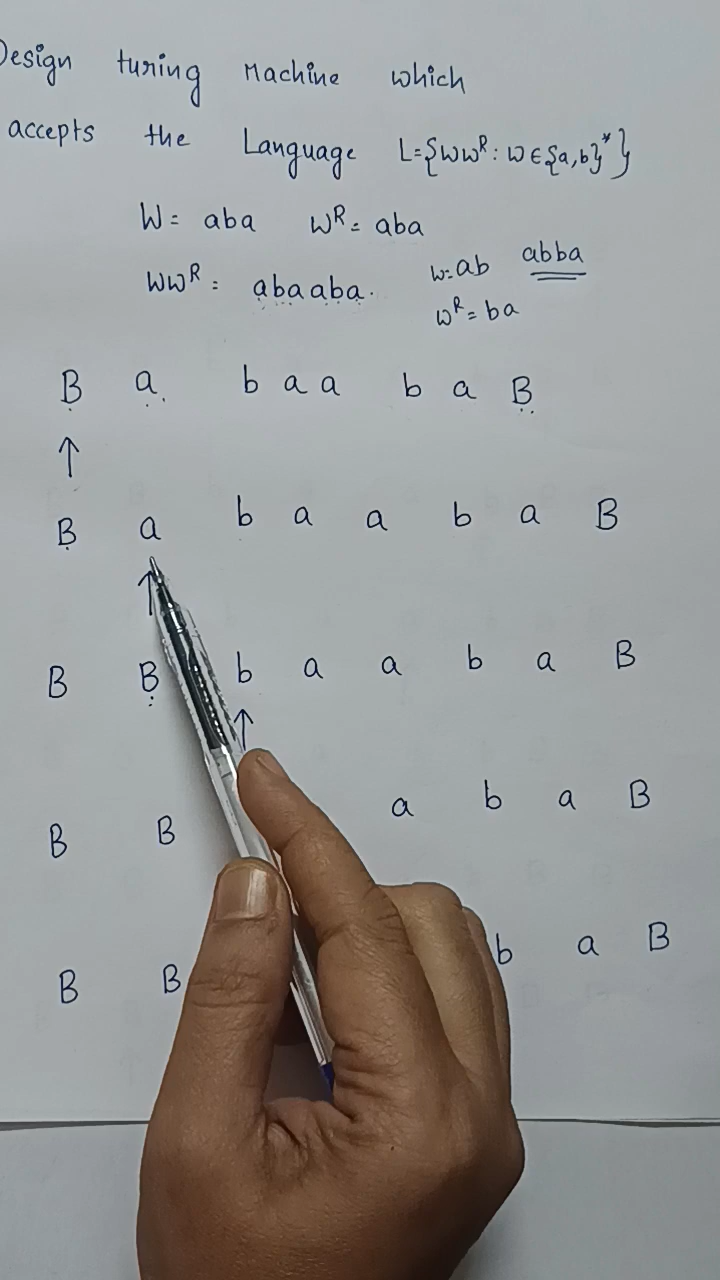 Design turing Machine which
accepts the Language L={WWᴿ: W∈{a,b}*}
W= aba Wᴿ= aba
WWᴿ= abaaba. W=ab abba
Wᴿ=ba
B a b a a b a B
↑
B a b a a b a B
↑
B B b a a b a B
↑
B B a b a B
B B b a B